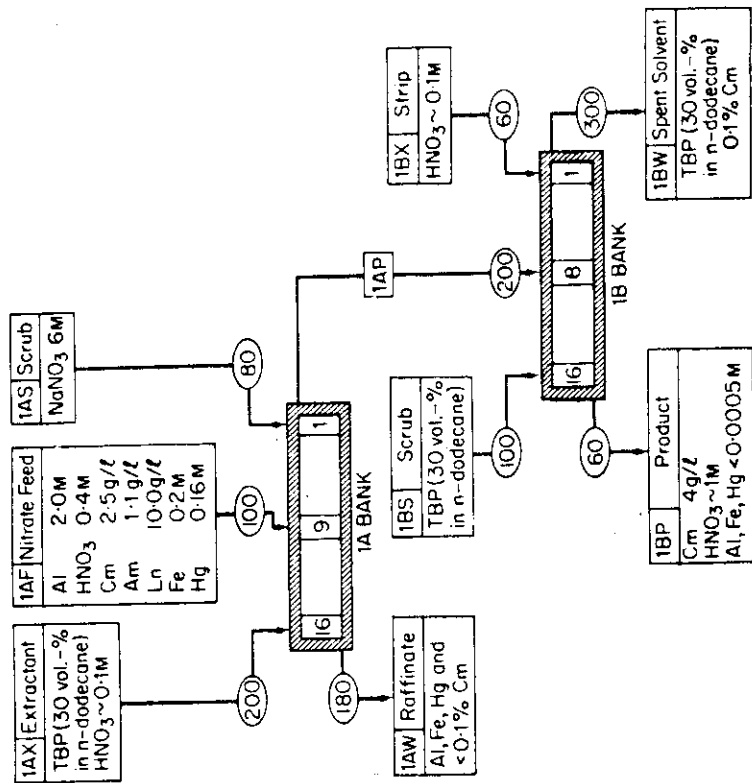 1AX Extractant
TBP (30 vol.-%
in n-dodecane)
HNO₃ ~ 0·1M
200
1AF Nitrate Feed
Al 2·0M
HNO₃ 0·4M
Cm 2·5 g/ℓ
Am 1·1 g/ℓ
Ln 10·0 g/ℓ
Fe 0·2M
Hg 0·16M
100
1AS Scrub
NaNO₃ 6M
80
16 9 1
1A BANK
180
1AW Raffinate
Al, Fe, Hg and
<0·1% Cm
1AP
200
1BS Scrub
TBP (30 vol.-%
in n-dodecane)
100
1BX Strip
HNO₃ ~ 0·1M
60
16 8 1
1B BANK
60
1BP Product
Cm 4 g/ℓ
HNO₃ ~ 1M
Al, Fe, Hg <0·0005M
300
1BW Spent Solvent
TBP (30 vol.-%
in n-dodecane)
0·1% Cm